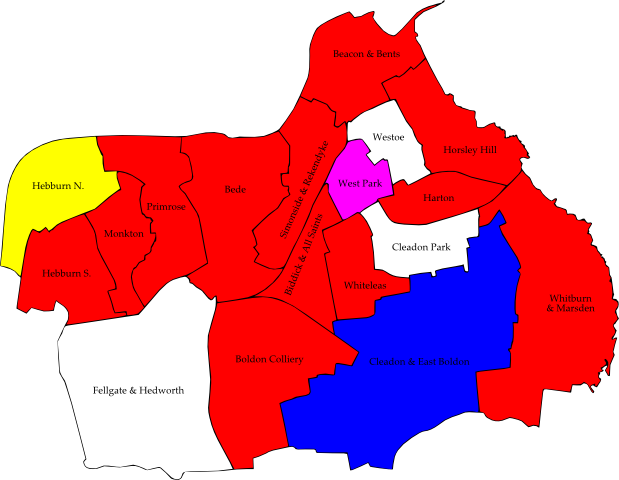 Beacon & Bents
Westoe
Horsley Hill
Simonside & Rekendyke
West Park
Hebburn N.
Bede
Primrose
Harton
Monkton
Biddick & All Saints
Cleadon Park
Hebburn S.
Whiteleas
Whitburn
& Marsden
Boldon Colliery
Cleadon & East Boldon
Fellgate & Hedworth